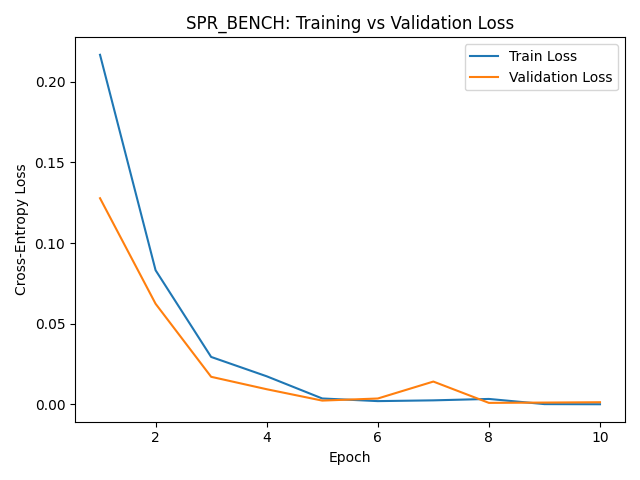 SPR_BENCH: Training vs Validation Loss
Train Loss
Validation Loss
Cross-Entropy Loss
0.20
0.15
0.10
0.05
0.00
2
4
6
8
10
Epoch